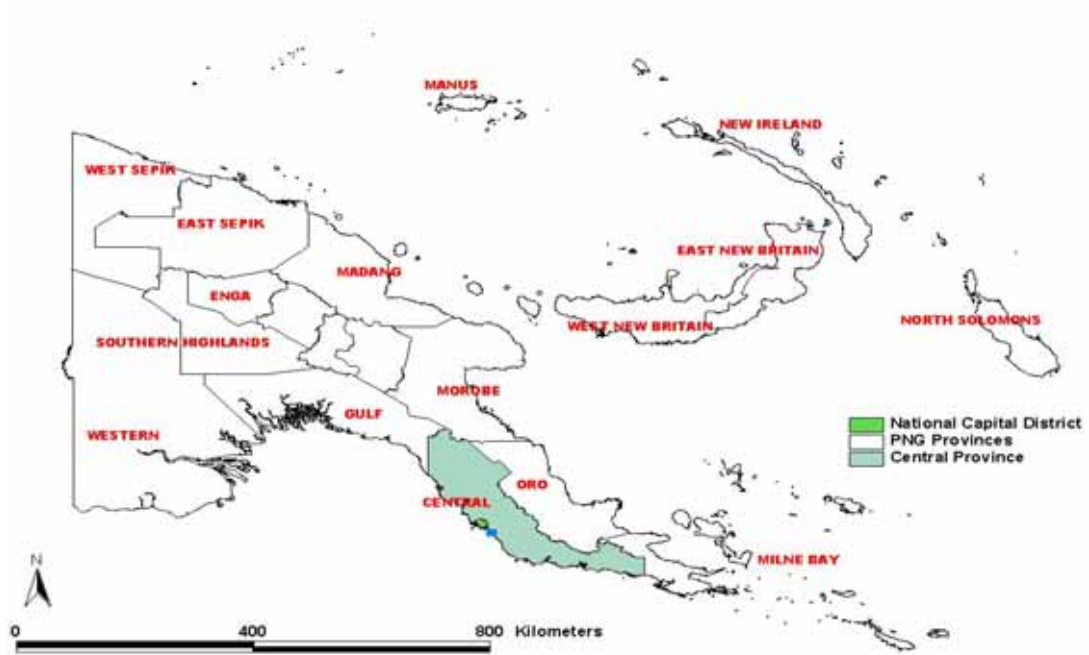 MANUS
NEW IRELAND
WEST SEPIK
EAST SEPIK
EAST NEW BRITAIN
MADANG
ENGA
NORTH SOLOMONS
WEST NEW BRITAIN
SOUTHERN HIGHLANDS
MOROBE
GULF
National Capital District
WESTERN
PNG Provinces
Central Province
ORO
CENTRAL
MILNE BAY
N
0 400 800 Kilometers